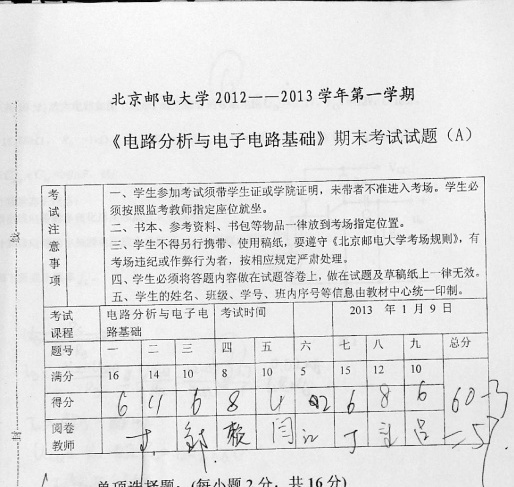 北京邮电大学 2012——2013 学年第一学期
《电路分析与电子电路基础》期末考试试题（A）
考试注意事项
一、学生参加考试须带学生证或学院证明，未带者不准进入考场。学生必
须按照监考教师指定座位就坐。
二、书本、参考资料、书包等物品一律放到考场指定位置。
三、学生不得另行携带、使用稿纸，要遵守《北京邮电大学考场规则》，有
考场违纪或作弊行为者，按相应规定严肃处理。
四、学生必须将答题内容做在试题答卷上，做在试题及草稿纸上一律无效。
五、学生的姓名、班级、学号、班内序号等信息由教材中心统一印制。
考试课程 电路分析与电子电路基础 考试时间 2013 年 1 月 9 日
题号 一 二 三 四 五 六 七 八 九 总分
满分 16 14 10 8 10 5 15 12 10
得分 6 11 6 8 4 2 6 8 6 60-3
阅卷教师 邹 赖 闫 江 丁 吕 =57
单项选择题：(每小题 2 分，共 16 分)